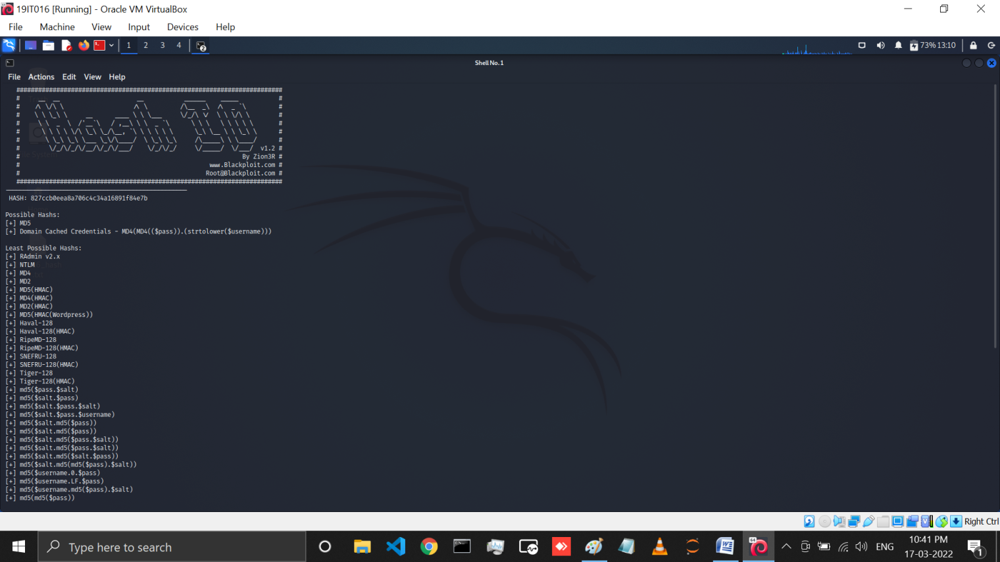 19IT016 [Running] - Oracle VM VirtualBox
File Machine View Input Devices Help
1 2 3 4 2 73% 13:10
Shell No. 1
File Actions Edit View Help
#########################################################################
v1.2 #
By Zion3R #
www.Blackploit.com #
Root@Blackploit.com #
#########################################################################
HASH: 827ccb0eea8a706c4c34a16891f84e7b
Possible Hashs:
[+] MD5
[+] Domain Cached Credentials - MD4(MD4(($pass)).(strtolower($username)))
Least Possible Hashs:
[+] RAdmin v2.x
[+] NTLM
[+] MD4
[+] MD2
[+] MD5(HMAC)
[+] MD4(HMAC)
[+] MD2(HMAC)
[+] MD5(HMAC(Wordpress))
[+] Haval-128
[+] Haval-128(HMAC)
[+] RipeMD-128
[+] RipeMD-128(HMAC)
[+] SNEFRU-128
[+] SNEFRU-128(HMAC)
[+] Tiger-128
[+] Tiger-128(HMAC)
[+] md5($pass.$salt)
[+] md5($salt.$pass)
[+] md5($salt.$pass.$salt)
[+] md5($salt.$pass.$username)
[+] md5($salt.md5($pass))
[+] md5($salt.md5($pass))
[+] md5($salt.md5($pass.$salt))
[+] md5($salt.md5($pass.$salt))
[+] md5($salt.md5($salt.$pass))
[+] md5($salt.md5(md5($pass).$salt))
[+] md5($username.0.$pass)
[+] md5($username.LF.$pass)
[+] md5($username.md5($pass).$salt)
[+] md5(md5($pass))
Right Ctrl
Type here to search
ENG
10:41 PM
17-03-2022
1